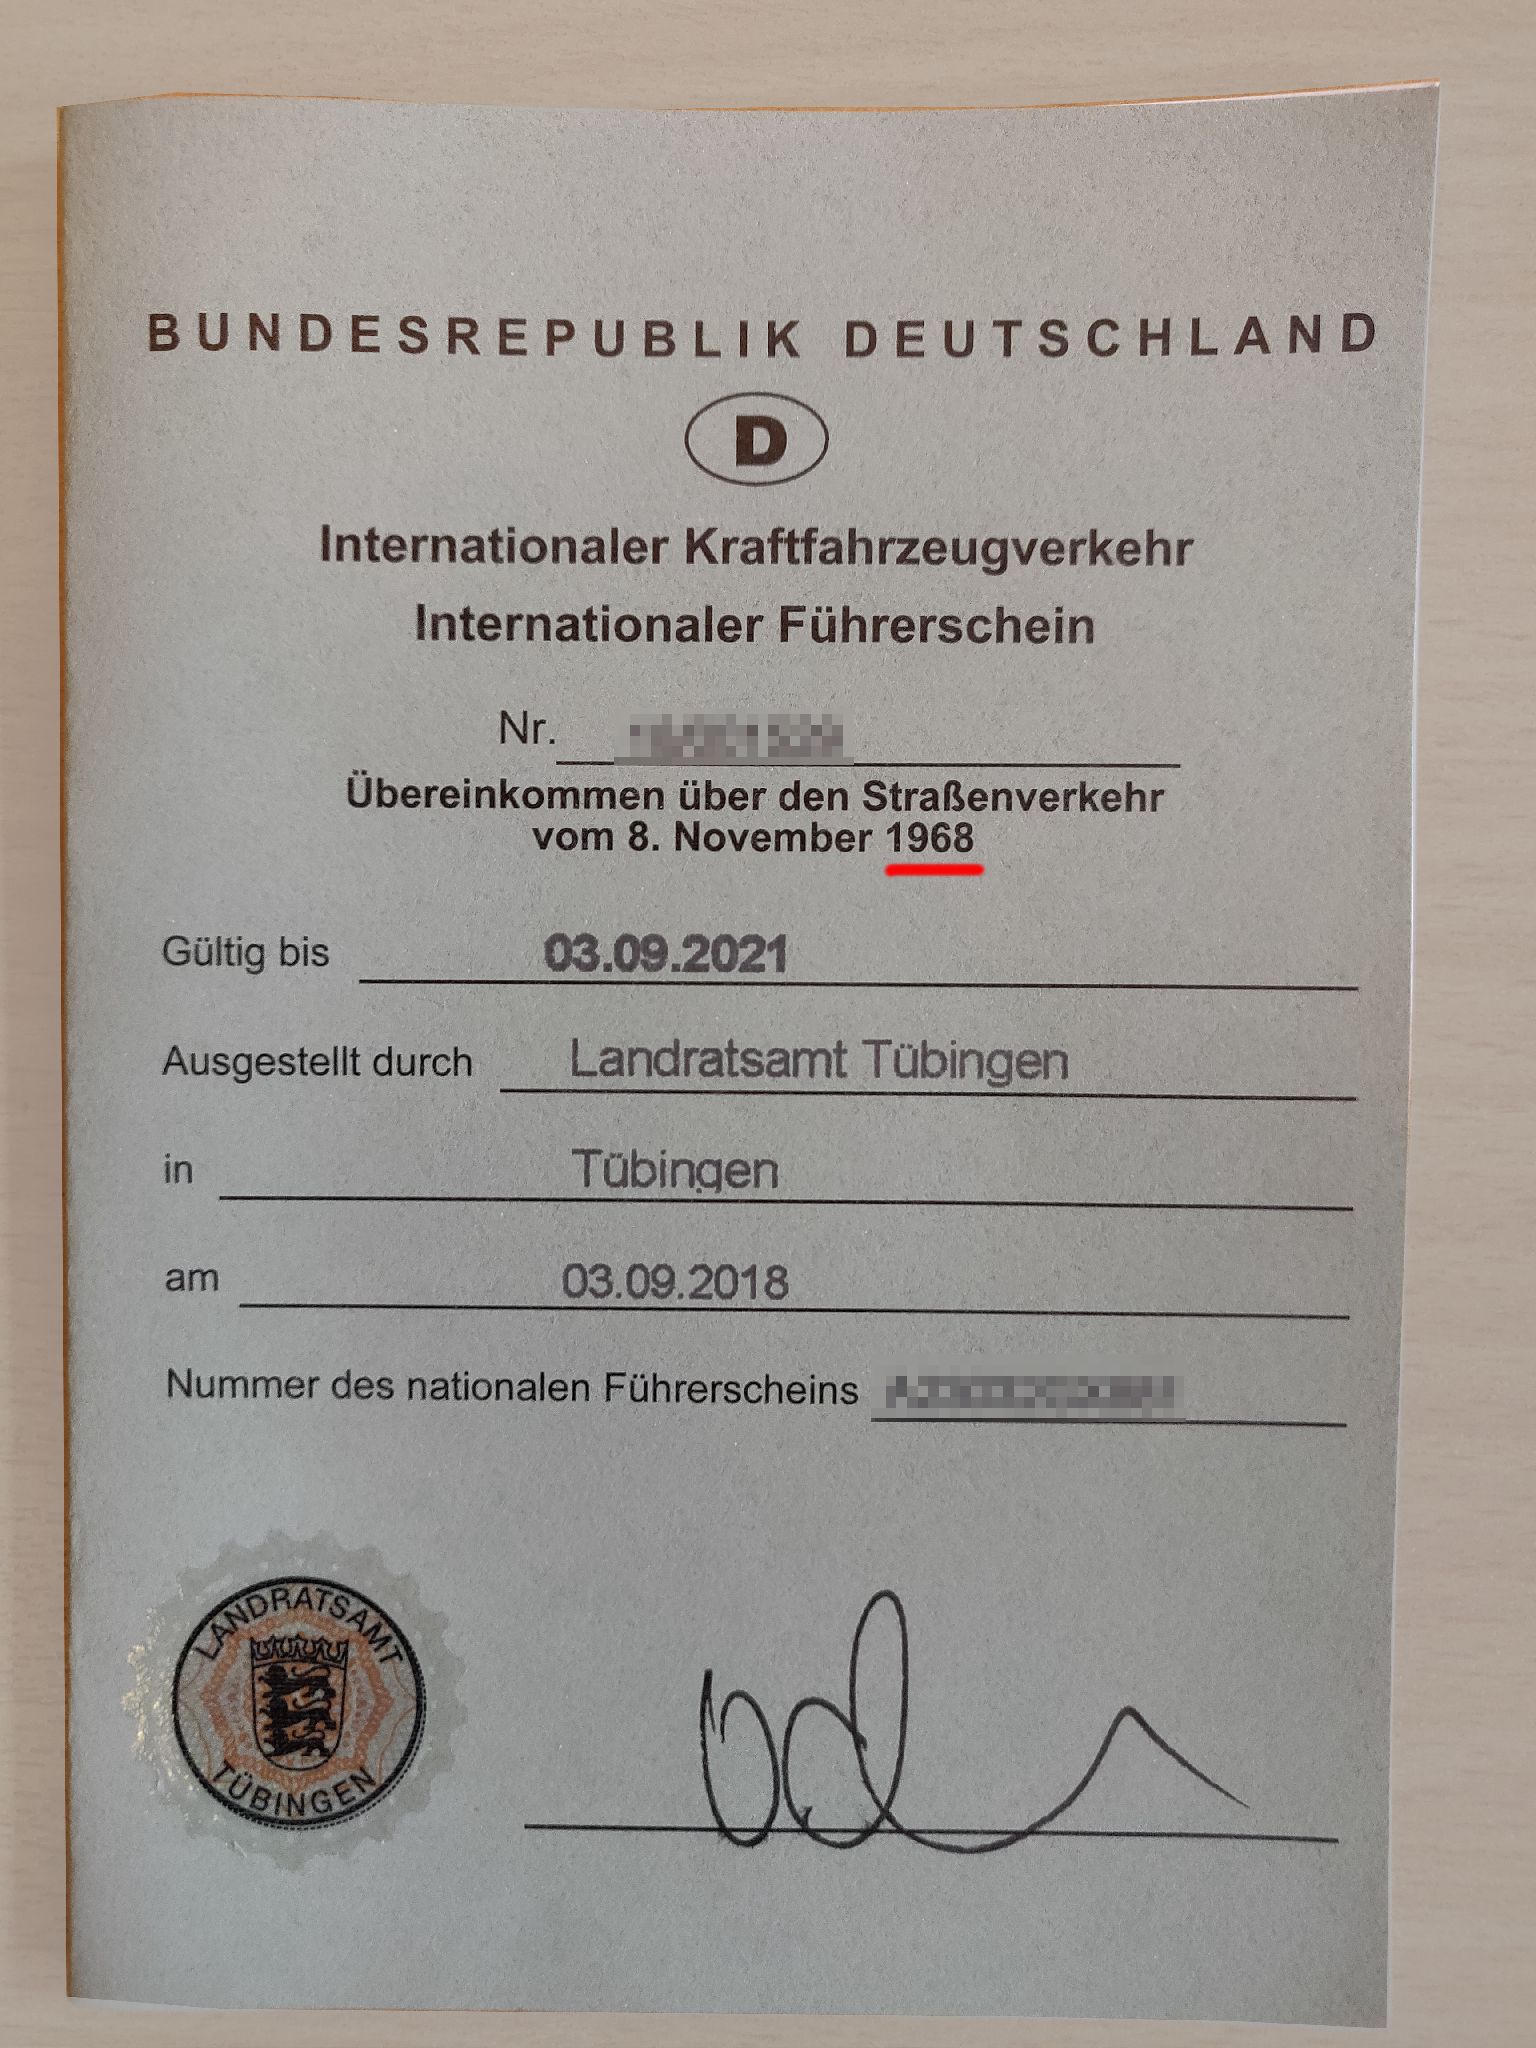 BUNDESREPUBLIK DEUTSCHLAND
D
Internationaler Kraftfahrzeugverkehr
Internationaler Führerschein
Nr.
Übereinkommen über den Straßenverkehr
vom 8. November 1968
Gültig bis 03.09.2021
Ausgestellt durch Landratsamt Tübingen
in Tübingen
am 03.09.2018
Nummer des nationalen Führerscheins
LANDRATSAMT
TÜBINGEN